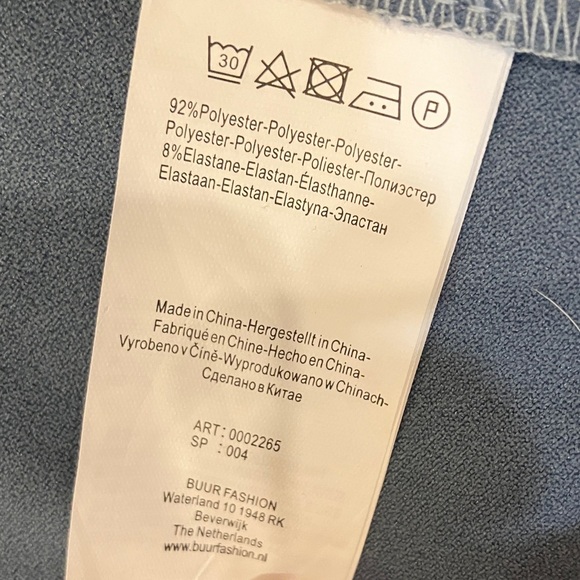 30
P
92%Polyester-Polyester-Polyester-
Polyester-Polyester-Poliester-Полиэстер
8%Elastane-Elastan-Élasthanne-
Elastaan-Elastan-Elastyna-Эластан
Made in China-Hergestellt in China-
Fabriqué en Chine-Hecho en China-
Vyrobeno v Číně-Wyprodukowano w Chinach-
Сделано в Китае
ART: 0002265
SP : 004
BUUR FASHION
Waterland 10 1948 RK
Beverwijk
The Netherlands
www.buurfashion.nl